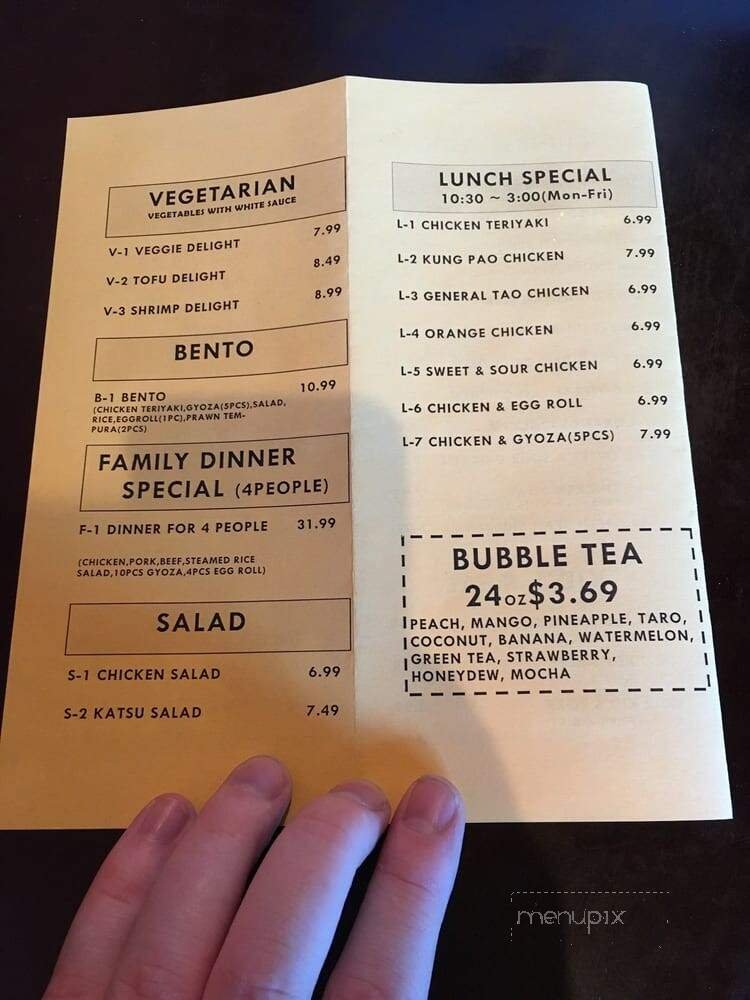 VEGETARIAN
VEGETABLES WITH WHITE SAUCE
V-1 VEGGIE DELIGHT 7.99
V-2 TOFU DELIGHT 8.49
V-3 SHRIMP DELIGHT 8.99
BENTO
B-1 BENTO 10.99
(CHICKEN TERIYAKI,GYOZA(5PCS),SALAD,
RICE,EGGROLL(1PC),PRAWN TEM-
PURA(2PCS)
FAMILY DINNER
SPECIAL (4PEOPLE)
F-1 DINNER FOR 4 PEOPLE 31.99
(CHICKEN,PORK,BEEF,STEAMED RICE
SALAD,10PCS GYOZA,4PCS EGG ROLL)
SALAD
S-1 CHICKEN SALAD 6.99
S-2 KATSU SALAD 7.49
LUNCH SPECIAL
10:30 ~ 3:00(Mon-Fri)
L-1 CHICKEN TERIYAKI 6.99
L-2 KUNG PAO CHICKEN 7.99
L-3 GENERAL TAO CHICKEN 6.99
L-4 ORANGE CHICKEN 6.99
L-5 SWEET & SOUR CHICKEN 6.99
L-6 CHICKEN & EGG ROLL 6.99
L-7 CHICKEN & GYOZA(5PCS) 7.99
BUBBLE TEA
24oz$3.69
PEACH, MANGO, PINEAPPLE, TARO,
COCONUT, BANANA, WATERMELON,
GREEN TEA, STRAWBERRY,
HONEYDEW, MOCHA
menupix